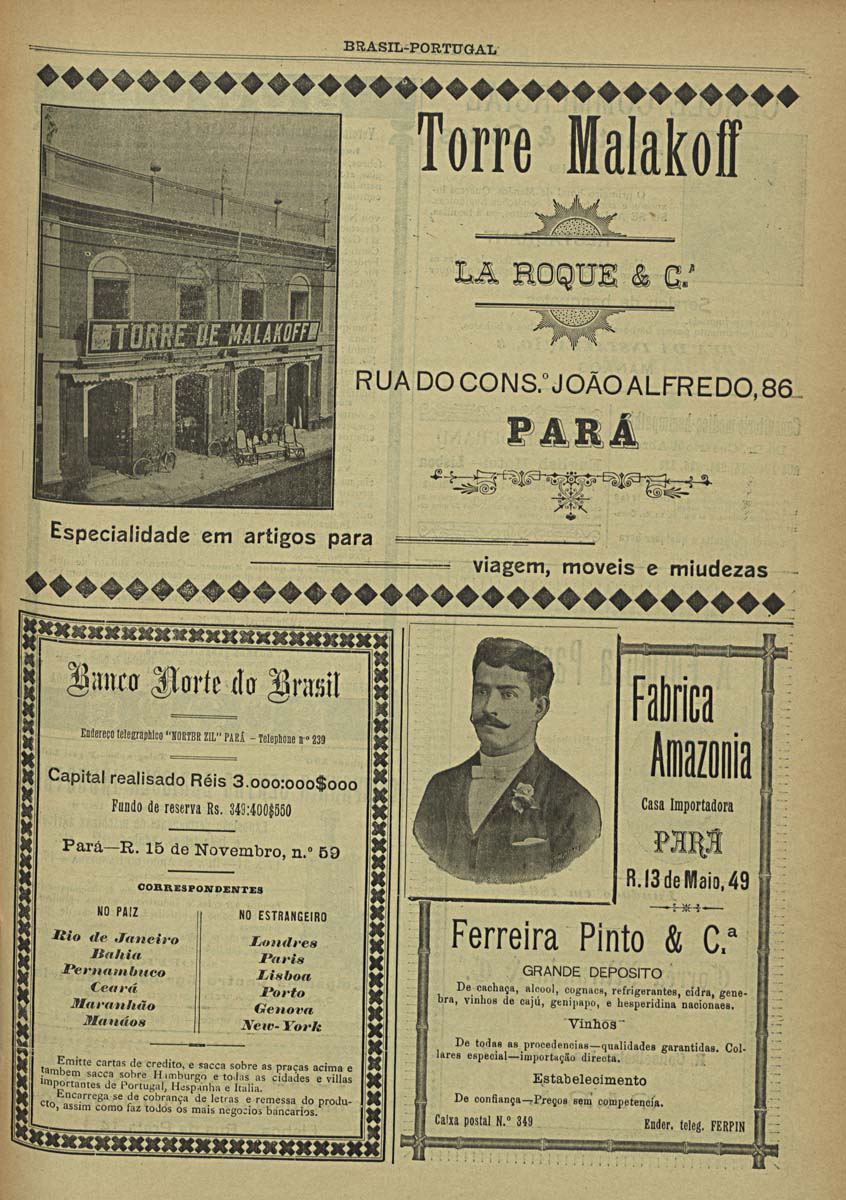 BRASIL-PORTUGAL
Torre Malakoff
LA ROQUE & C.ª
RUA DO CONS.º JOÃO ALFREDO, 86
PARÁ
TORRE DE MALAKOFF
Especialidade em artigos para
viagem, moveis e miudezas
Banco Norte do Brasil
Endereço telegraphico "NORTBR ZIL" PARÁ - Telephone nº 239
Capital realisado Réis 3.000:000$000
Fundo de reserva Rs. 349:400$550
Pará—R. 15 de Novembro, n.º 59
CORRESPONDENTES
NO PAIZ
Rio de Janeiro
Bahia
Pernambuco
Ceará
Maranhão
Manáos
NO ESTRANGEIRO
Londres
Paris
Lisboa
Porto
Genova
New-York
Emitte cartas de credito, e sacca sobre as praças acima e
tambem sacca sobre Hamburgo e todas as cidades e villas
importantes de Portugal, Hespanha e Italia.
Encarrega se de cobrança de letras e remessa do produ-
cto, assim como faz todos os mais negocios bancarios.
Fabrica
Amazonia
Casa Importadora
PARÁ
R. 13 de Maio, 49
Ferreira Pinto & C.ª
GRANDE DEPOSITO
De cachaça, alcool, cognacs, refrigerantes, cidra, gene-
bra, vinhos de cajú, genipapo, e hesperidina nacionaes.
Vinhos
De todas as procedencias—qualidades garantidas. Col-
lares especial—importação directa.
Estabelecimento
De confiança—Preços sem competencia.
Caixa postal N.º 349 Ender. teleg. FERPIN